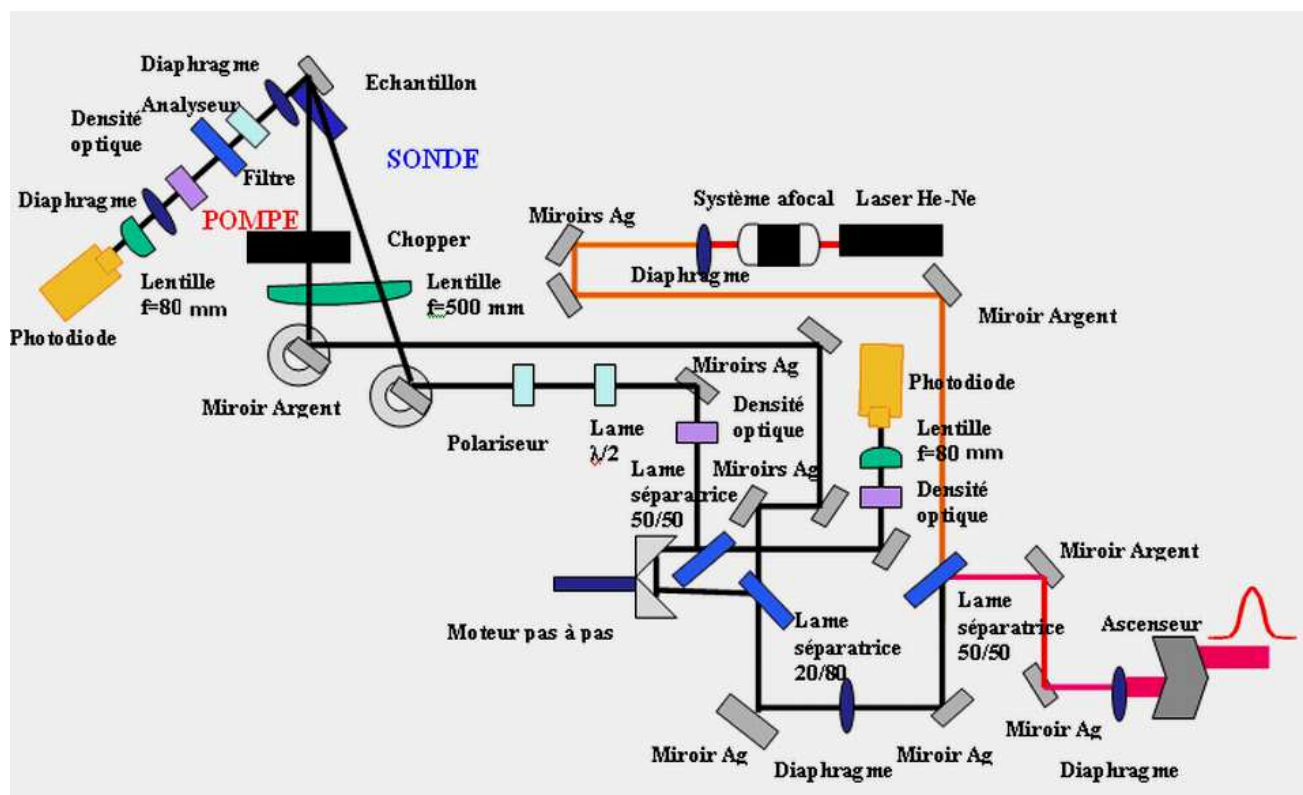 Diaphragme
Echantillon
Analyseur
Densité
optique
SONDE
Filtre
Diaphragme
POMPE
Système afocal
Laser He-Ne
Miroirs Ag
Chopper
Diaphragme
Lentille
f=80 mm
Lentille
f=500 mm
Miroir Argent
Photodiode
Miroirs Ag
Photodiode
Miroir Argent
Densité
optique
Polariseur
Lame
λ/2
Lentille
f=80 mm
Lame
séparatrice
50/50
Miroirs Ag
Densité
optique
Miroir Argent
Moteur pas à pas
Lame
séparatrice
20/80
Lame
séparatrice
50/50
Ascenseur
Miroir Ag
Diaphragme
Miroir Ag
Miroir Ag
Diaphragme